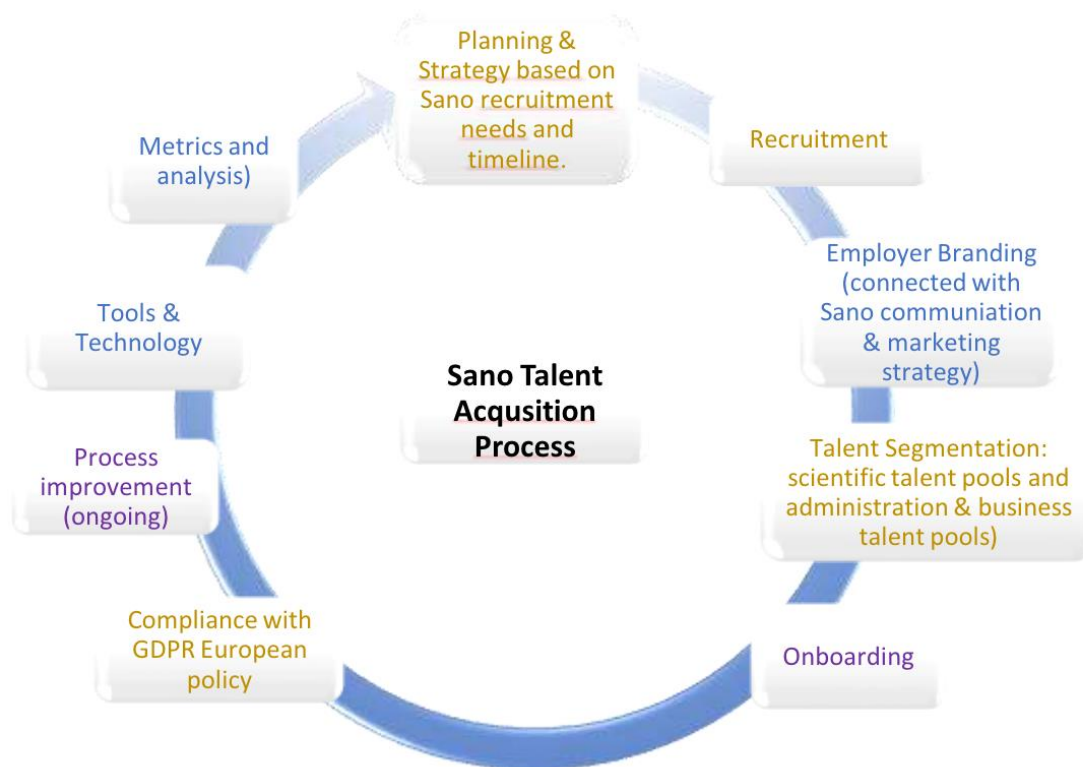 Planning &
Strategy based on
Sano recruitment
needs and
timeline.
Recruitment
Employer Branding
(connected with
Sano communiation
& marketing
strategy)
Talent Segmentation:
scientific talent pools and
administration & business
talent pools)
Onboarding
Compliance with
GDPR European
policy
Process
improvement
(ongoing)
Tools &
Technology
Metrics and
analysis)
Sano Talent
Acqusition
Process